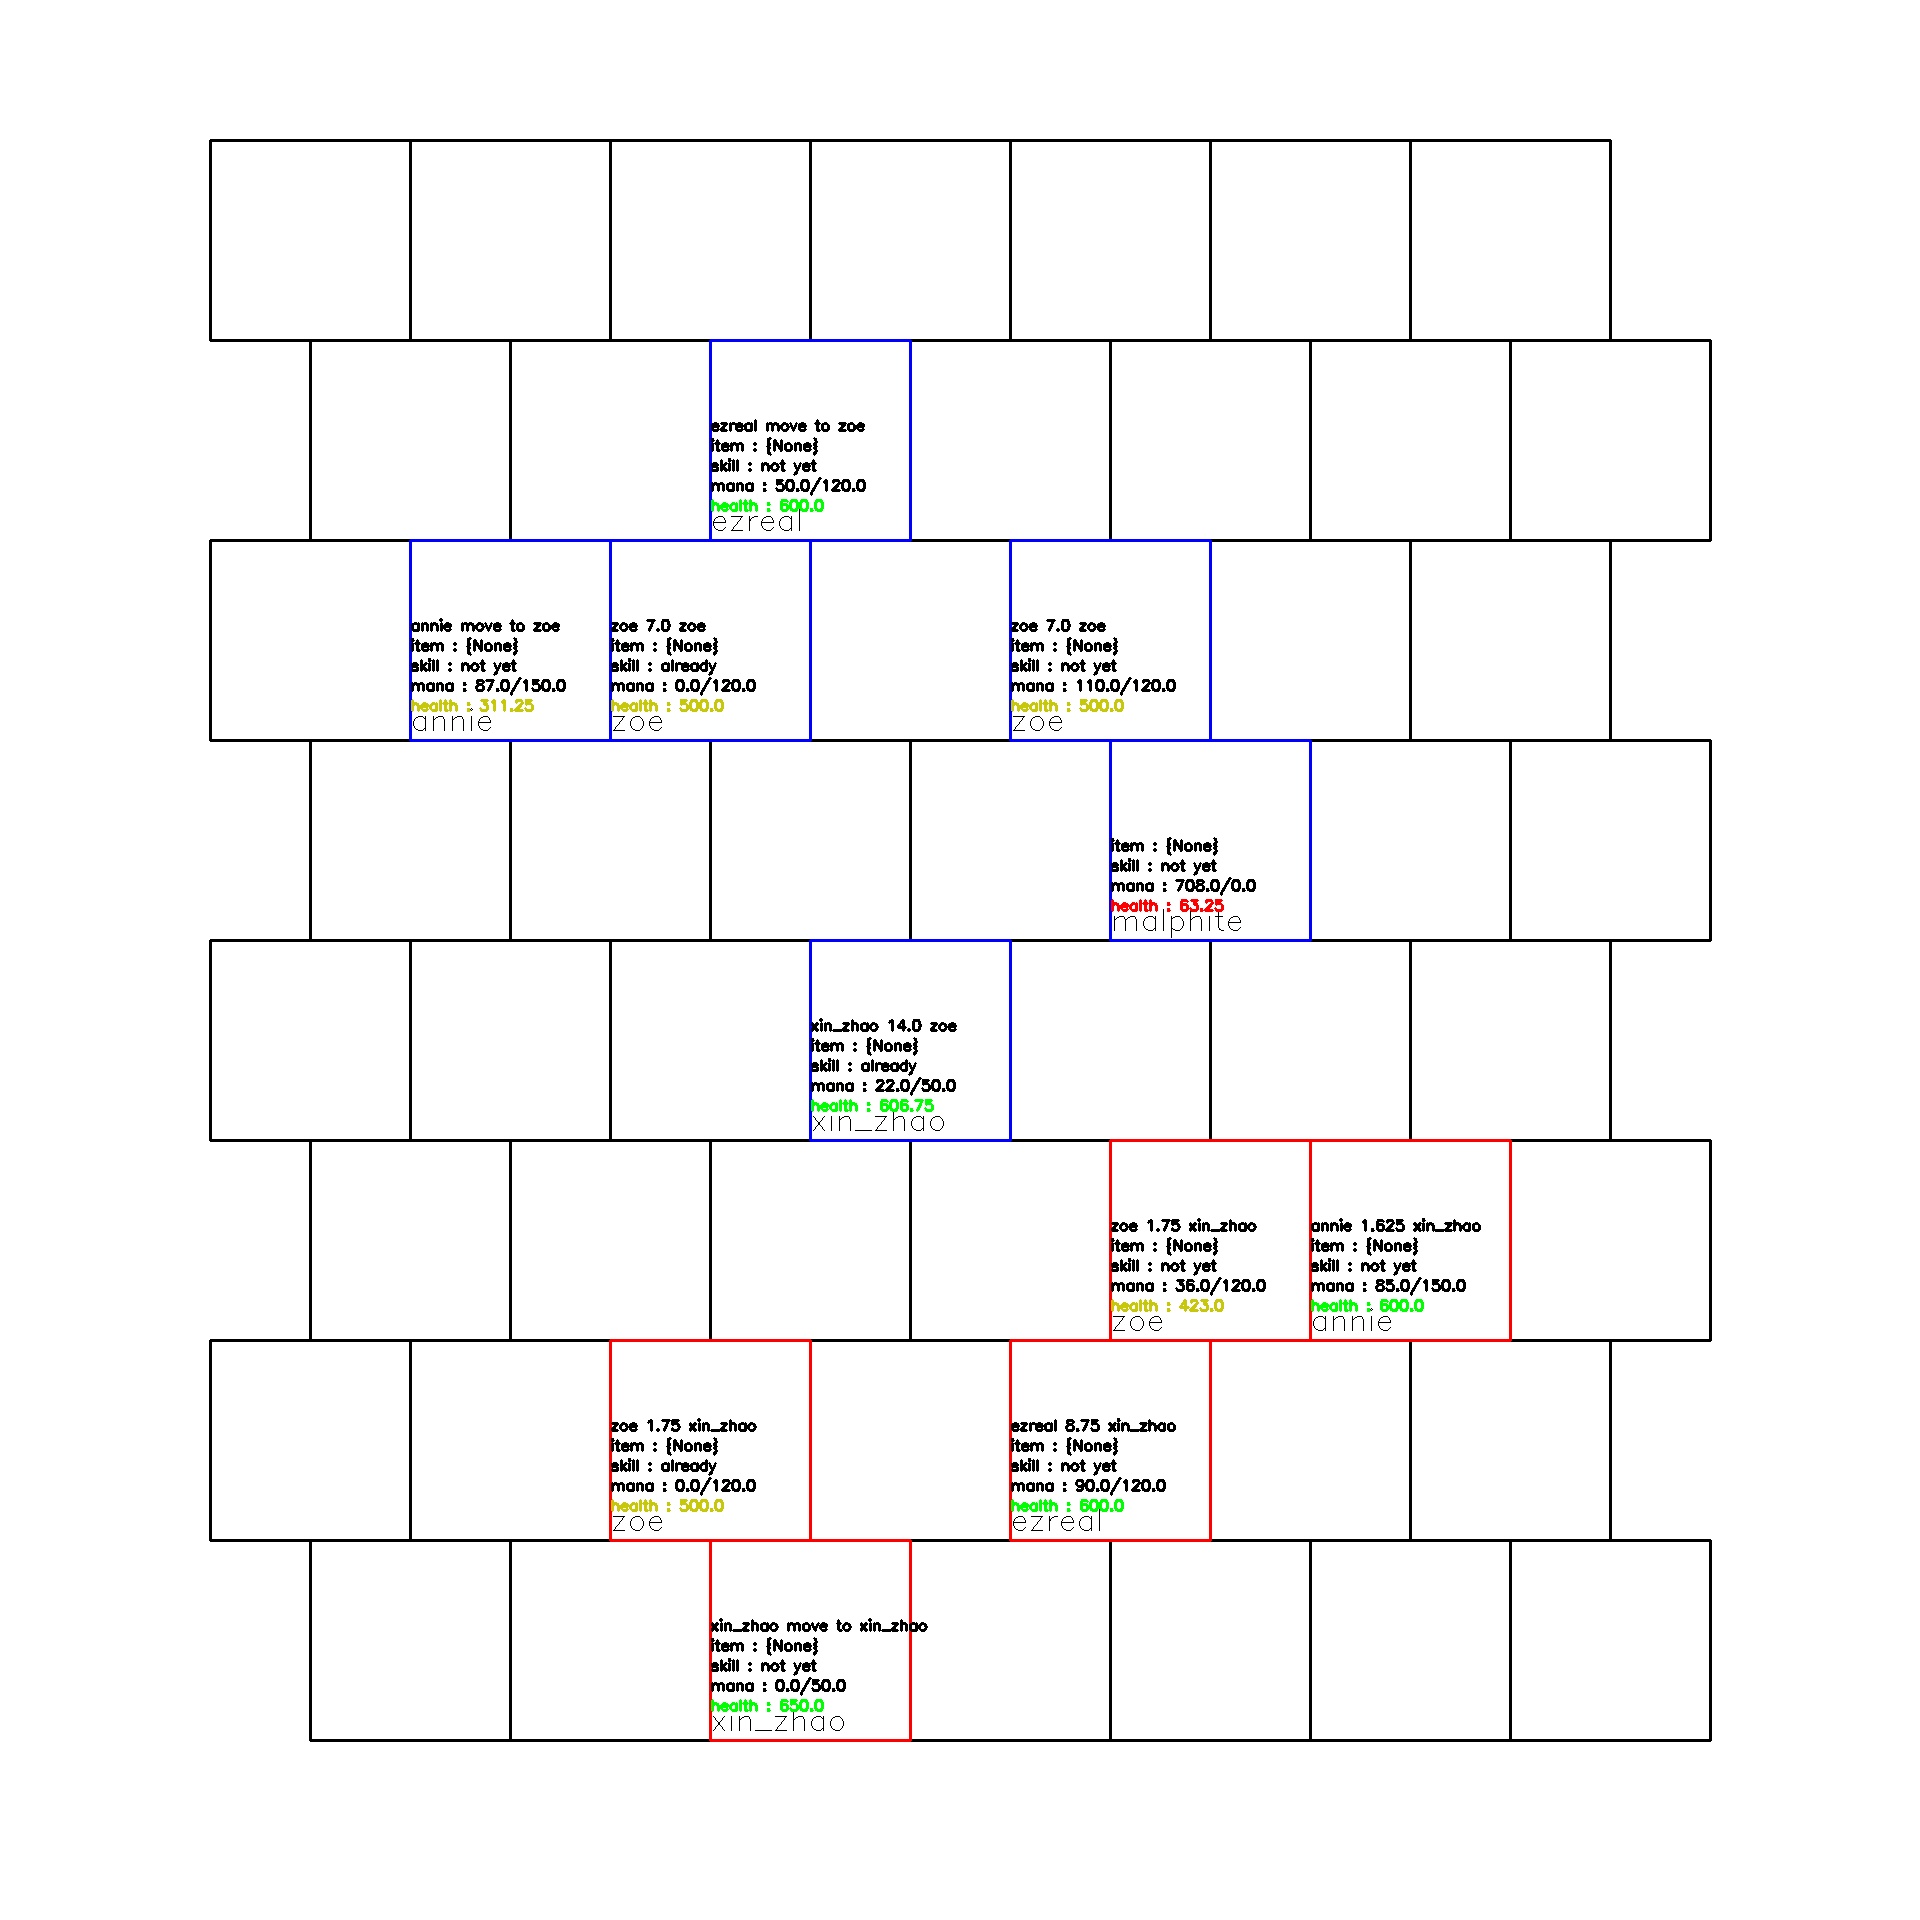 ezreal move to zoe
item : {None}
skill : not yet
mana : 50.0/120.0
health : 600.0
ezreal
annie move to zoe
item : {None}
skill : not yet
mana : 87.0/150.0
health : 311.25
annie
zoe 7.0 zoe
item : {None}
skill : already
mana : 0.0/120.0
health : 500.0
zoe
zoe 7.0 zoe
item : {None}
skill : not yet
mana : 110.0/120.0
health : 500.0
zoe
item : {None}
skill : not yet
mana : 708.0/0.0
health : 63.25
malphite
xin_zhao 14.0 zoe
item : {None}
skill : already
mana : 22.0/50.0
health : 606.75
xin_zhao
zoe 1.75 xin_zhao
item : {None}
skill : not yet
mana : 36.0/120.0
health : 423.0
zoe
annie 1.625 xin_zhao
item : {None}
skill : not yet
mana : 85.0/150.0
health : 600.0
annie
zoe 1.75 xin_zhao
item : {None}
skill : already
mana : 0.0/120.0
health : 500.0
zoe
ezreal 8.75 xin_zhao
item : {None}
skill : not yet
mana : 90.0/120.0
health : 600.0
ezreal
xin_zhao move to xin_zhao
item : {None}
skill : not yet
mana : 0.0/50.0
health : 650.0
xin_zhao